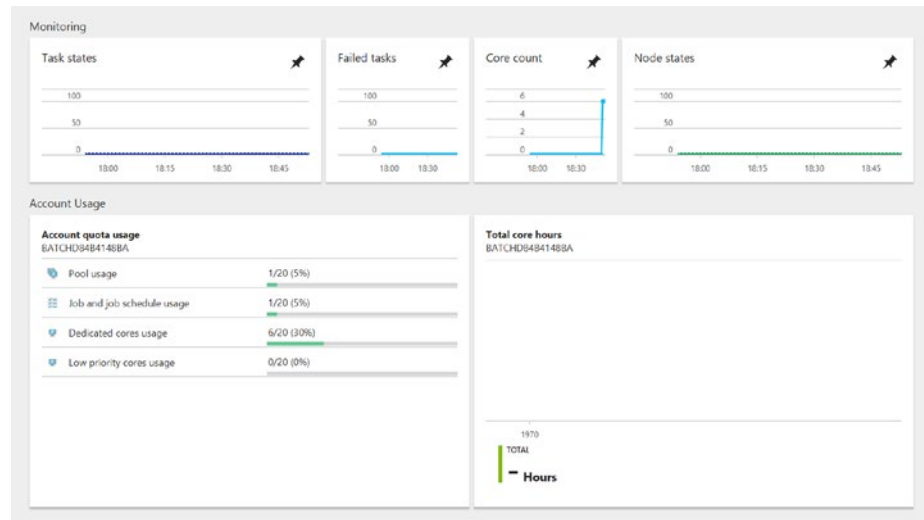 Monitoring
Task states
100
50
0
18:00 18:15 18:30 18:45
Failed tasks
100
50
0
18:00 18:30
Core count
6
4
2
0
18:00 18:30
Node states
100
50
0
18:00 18:15 18:30 18:45
Account Usage
Account quota usage
BATCHD84B414BBA
Pool usage 1/20 (5%)
Job and job schedule usage 1/20 (5%)
Dedicated cores usage 6/20 (30%)
Low priority cores usage 0/20 (0%)
Total core hours
BATCHD84B414BBA
1970
TOTAL
- Hours